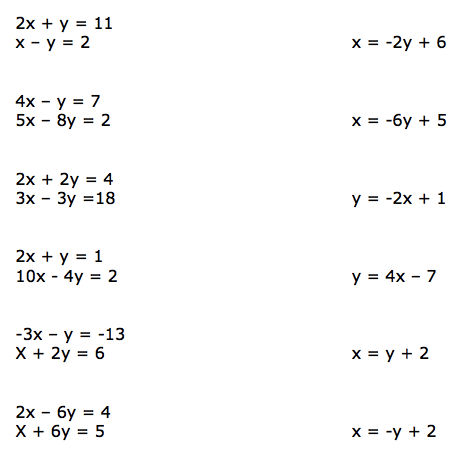 2x + y = 11
x – y = 2 x = -2y + 6
4x – y = 7
5x – 8y = 2 x = -6y + 5
2x + 2y = 4
3x – 3y =18 y = -2x + 1
2x + y = 1
10x - 4y = 2 y = 4x – 7
-3x – y = -13
X + 2y = 6 x = y + 2
2x – 6y = 4
X + 6y = 5 x = -y + 2